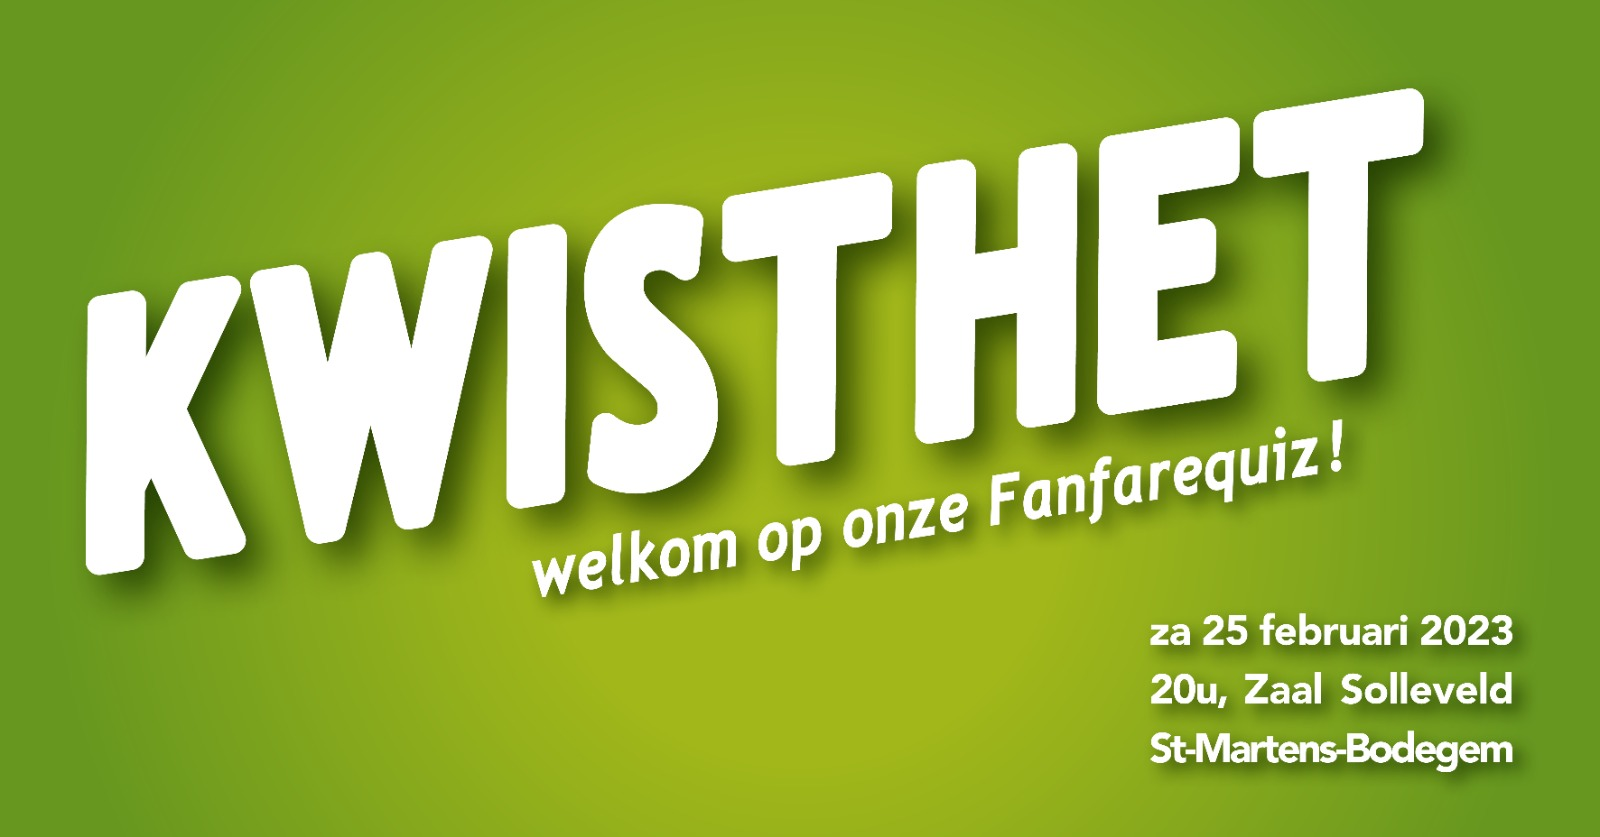 KWISTHET
welkom op onze Fanfarequiz!
za 25 februari 2023
20u, Zaal Solleveld
St-Martens-Bodegem